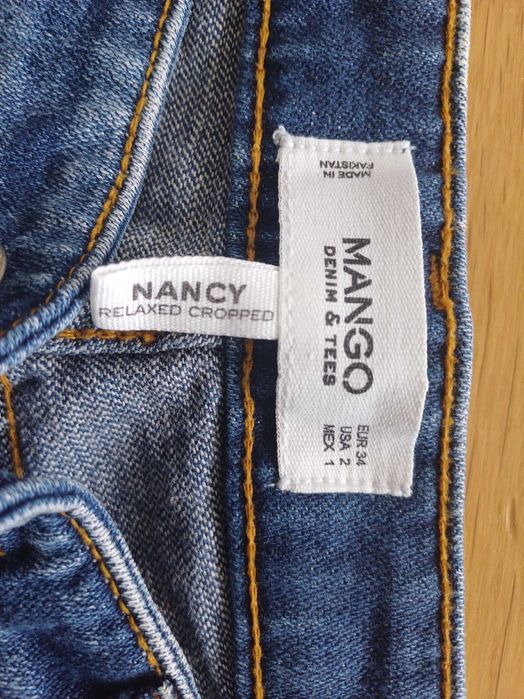 NANCY
RELAXED CROPPED
MADE IN
PAKISTAN
MANGO
DENIM & TEES
EUR 34
USA 2
MEX 1